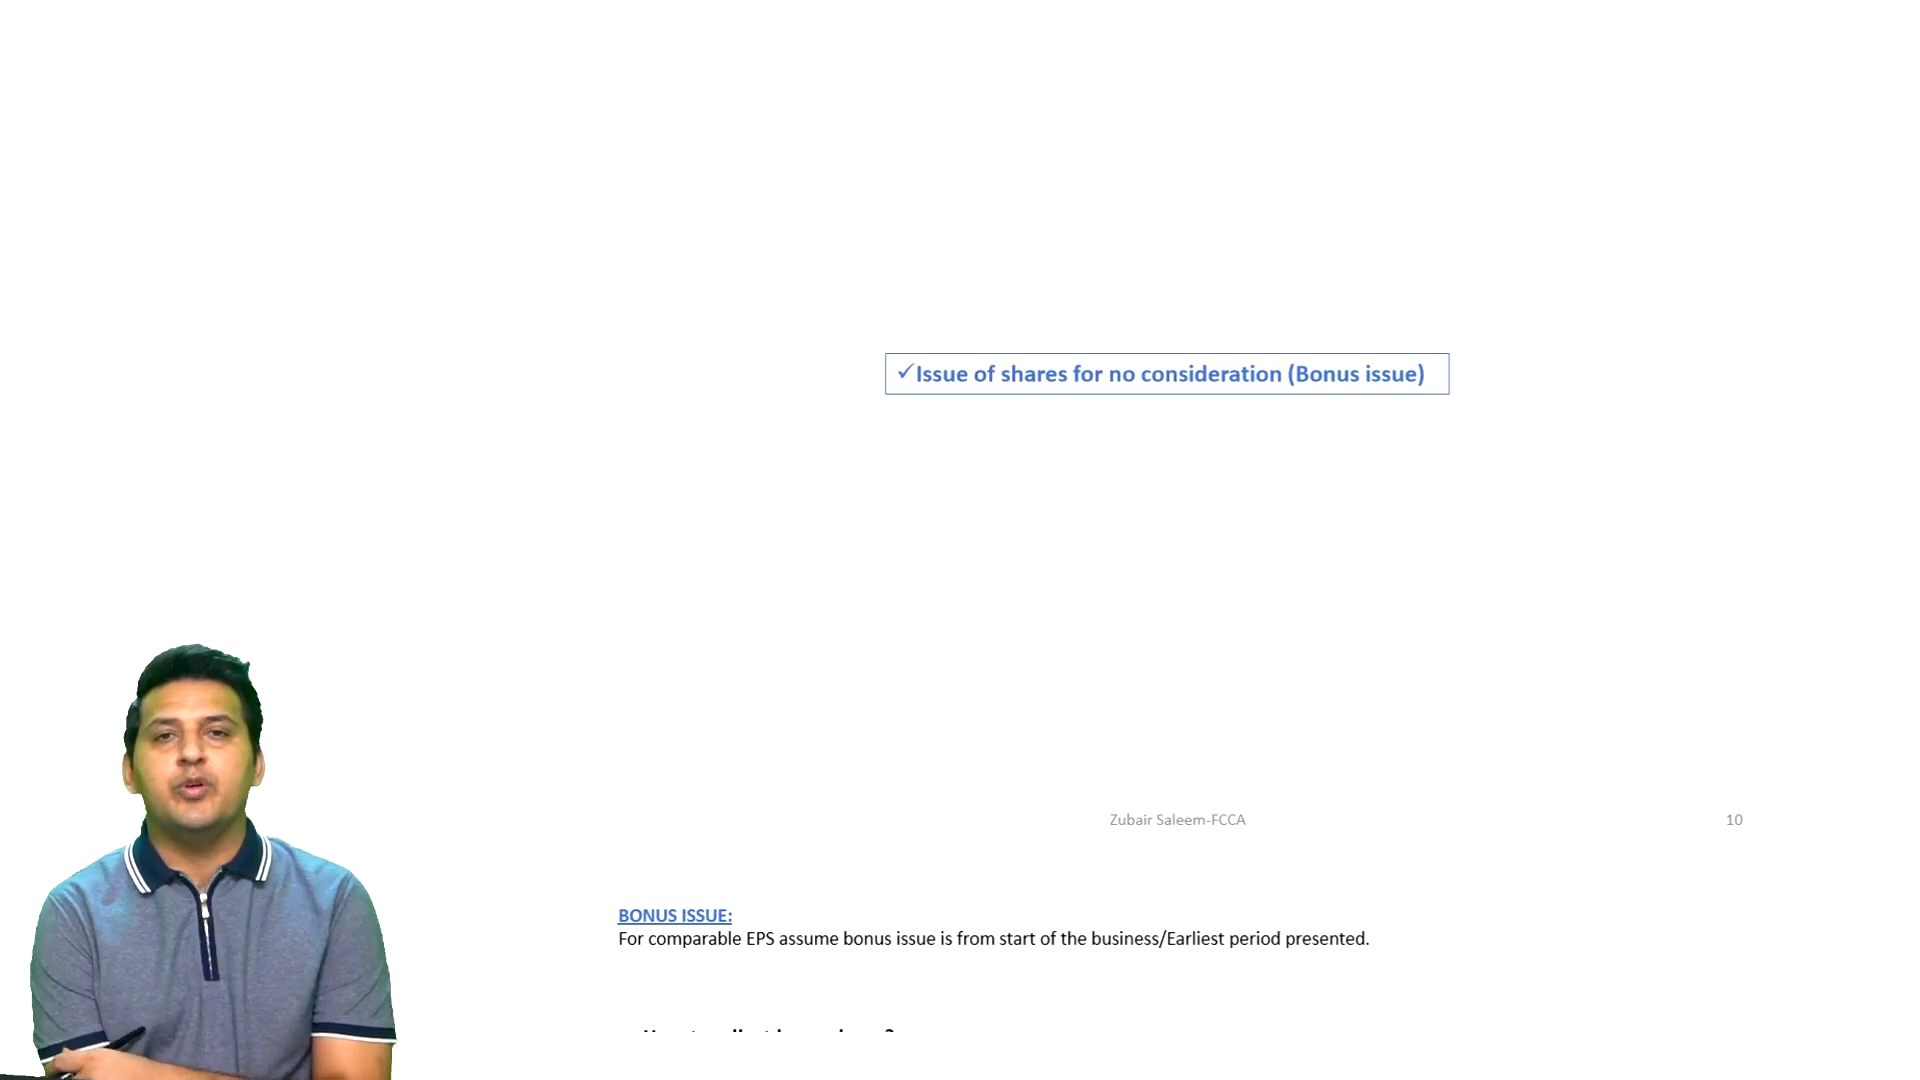 ✓Issue of shares for no consideration (Bonus issue)
Zubair Saleem-FCCA 10
BONUS ISSUE:
For comparable EPS assume bonus issue is from start of the business/Earliest period presented.